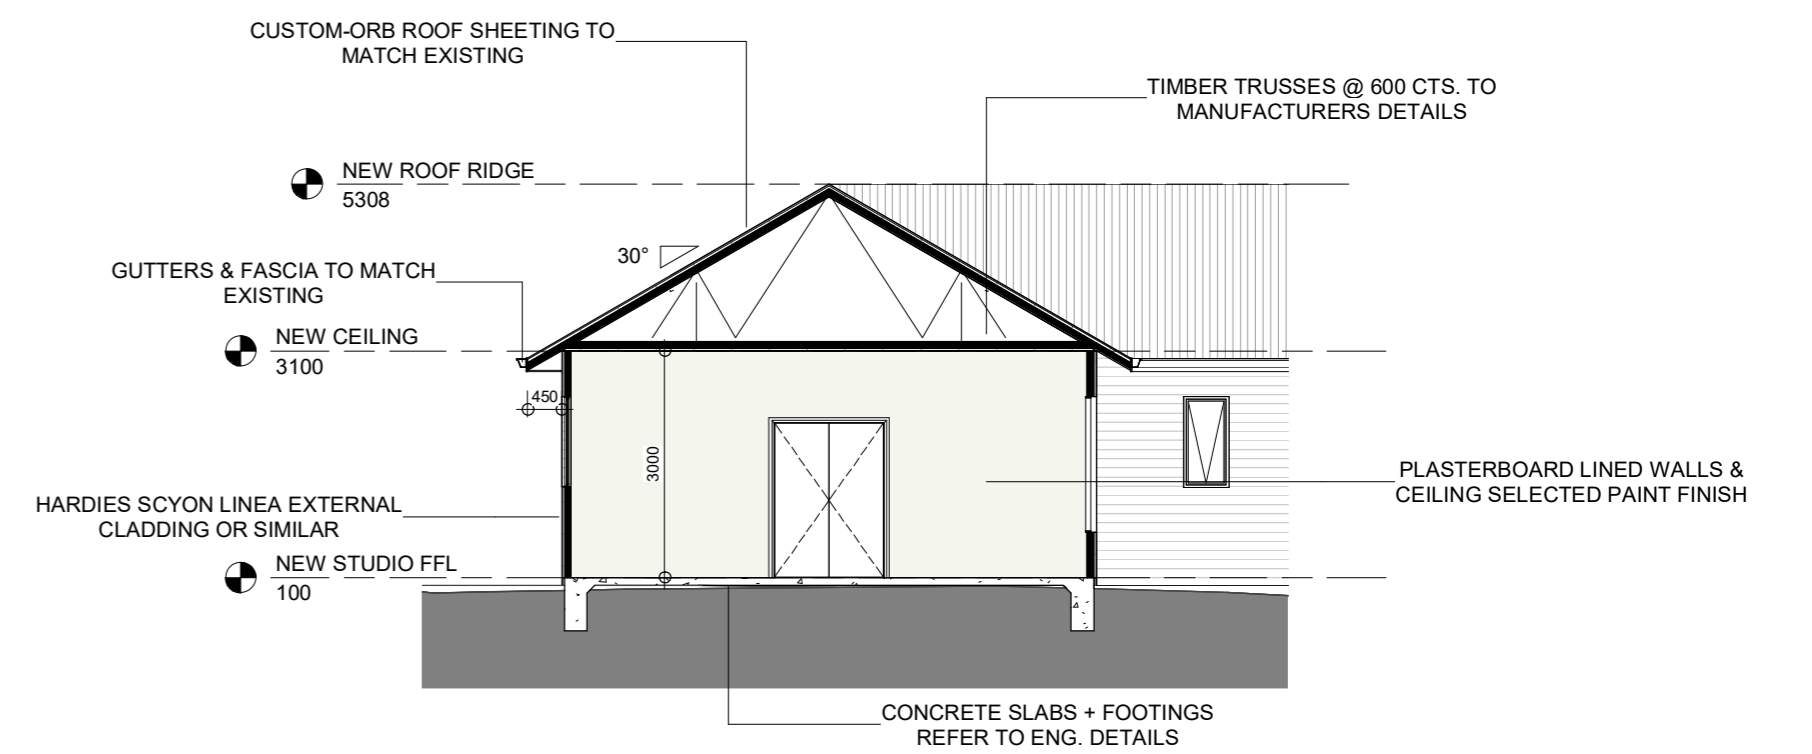 CUSTOM-ORB ROOF SHEETING TO
MATCH EXISTING
TIMBER TRUSSES @ 600 CTS. TO
MANUFACTURERS DETAILS
NEW ROOF RIDGE
5308
30°
GUTTERS & FASCIA TO MATCH
EXISTING
NEW CEILING
3100
450
3000
PLASTERBOARD LINED WALLS &
CEILING SELECTED PAINT FINISH
HARDIES SCYON LINEA EXTERNAL
CLADDING OR SIMILAR
NEW STUDIO FFL
100
CONCRETE SLABS + FOOTINGS
REFER TO ENG. DETAILS